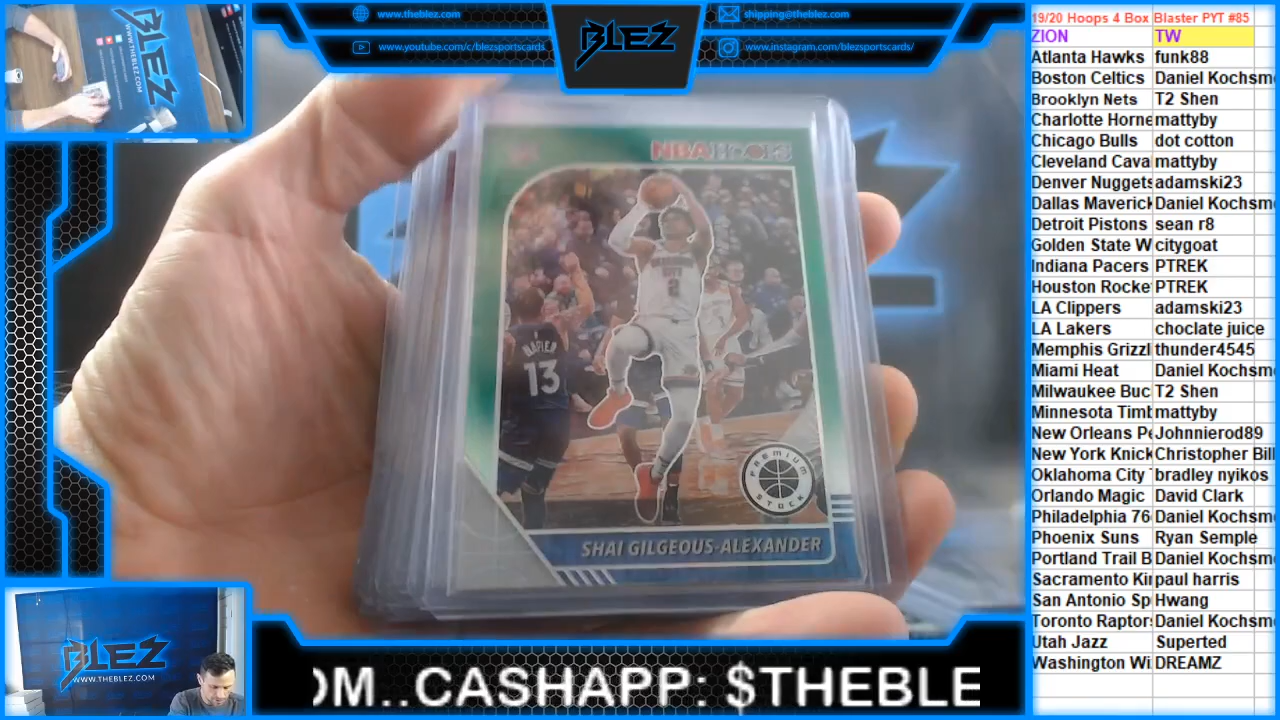 www.theblez.com
shipping@theblez.com
www.youtube.com/c/blezsportscards
www.instagram.com/blezsportscards/
BLEZ
NBA HOOPS
2
NAPIER
13
PREMIUM
STOCK
SHAI GILGEOUS-ALEXANDER
BLEZ
WWW.THEBLEZ.COM
BLEZ
WWW.THEBLEZ.COM
OM..CASHAPP: $THEBLE
19/20 Hoops 4 Box Blaster PYT #85
ZION TW
Atlanta Hawks funk88
Boston Celtics Daniel Kochsm
Brooklyn Nets T2 Shen
Charlotte Horne mattyby
Chicago Bulls dot cotton
Cleveland Cava mattyby
Denver Nuggets adamski23
Dallas Maverick Daniel Kochsm
Detroit Pistons sean r8
Golden State W citygoat
Indiana Pacers PTREK
Houston Rocke PTREK
LA Clippers adamski23
LA Lakers choclate juice
Memphis Grizzl thunder4545
Miami Heat Daniel Kochsm
Milwaukee Buc T2 Shen
Minnesota Timb mattyby
New Orleans Pe Johnnierod89
New York Knick Christopher Bill
Oklahoma City bradley nyikos
Orlando Magic David Clark
Philadelphia 76 Daniel Kochsm
Phoenix Suns Ryan Semple
Portland Trail B Daniel Kochsm
Sacramento Ki paul harris
San Antonio Sp Hwang
Toronto Raptors Daniel Kochsm
Utah Jazz Superted
Washington Wi DREAMZ